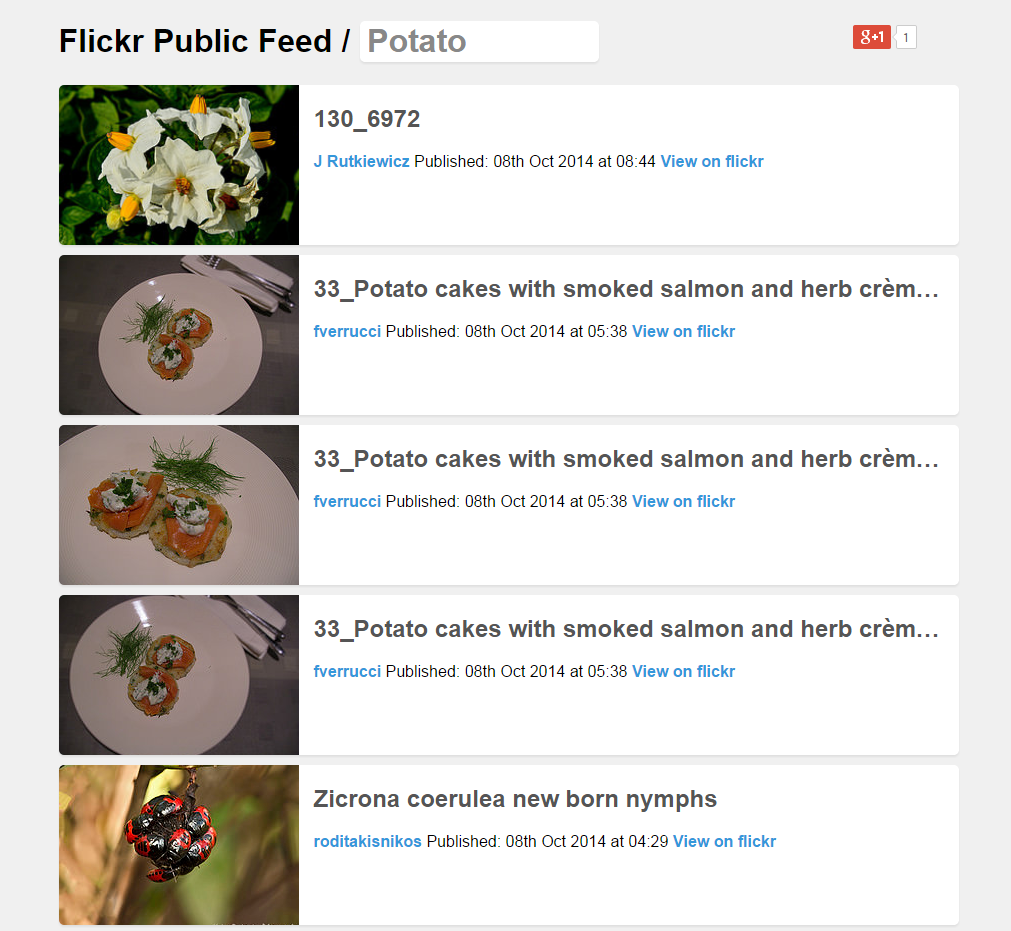 Flickr Public Feed / Potato
g+1 1
130_6972
J Rutkiewicz Published: 08th Oct 2014 at 08:44 View on flickr
33_Potato cakes with smoked salmon and herb crèm…
fverrucci Published: 08th Oct 2014 at 05:38 View on flickr
33_Potato cakes with smoked salmon and herb crèm…
fverrucci Published: 08th Oct 2014 at 05:38 View on flickr
33_Potato cakes with smoked salmon and herb crèm…
fverrucci Published: 08th Oct 2014 at 05:38 View on flickr
Zicrona coerulea new born nymphs
roditakisnikos Published: 08th Oct 2014 at 04:29 View on flickr